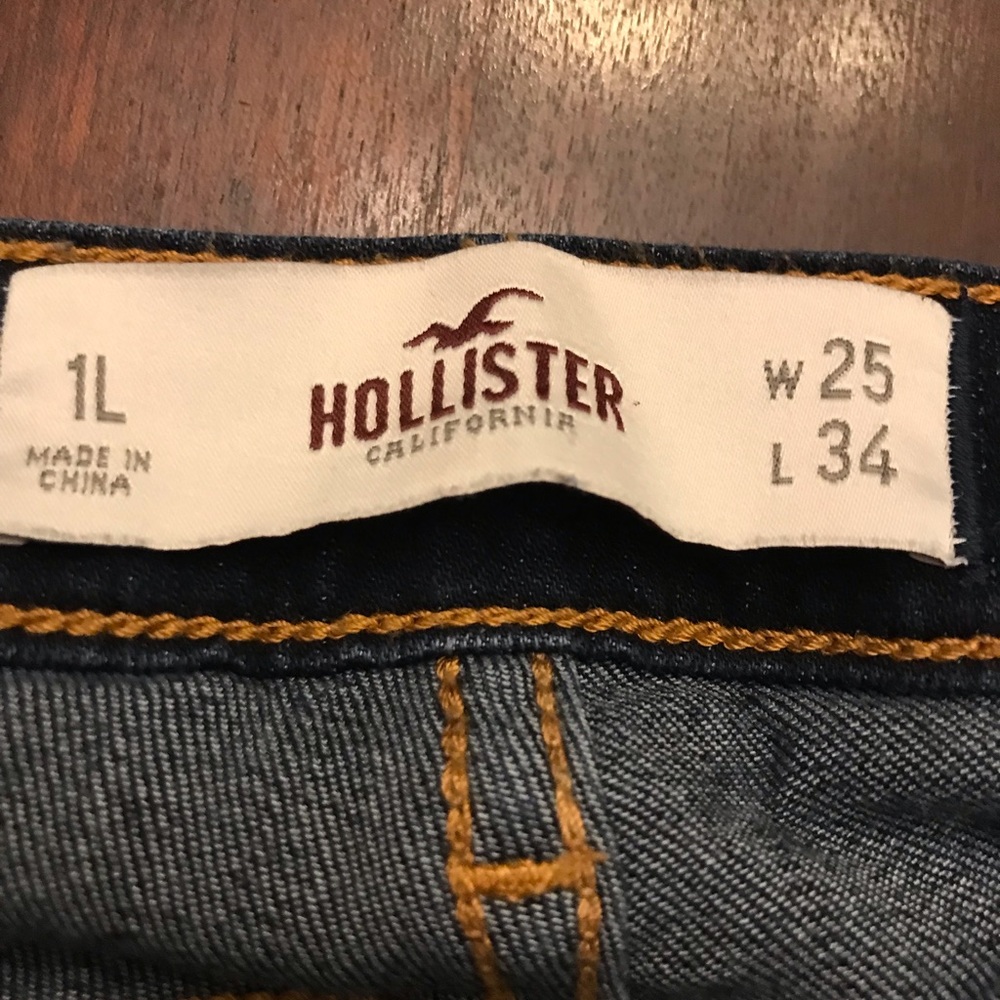 1L
MADE IN
CHINA
HOLLISTER
CALIFORNIA
W 25
L 34